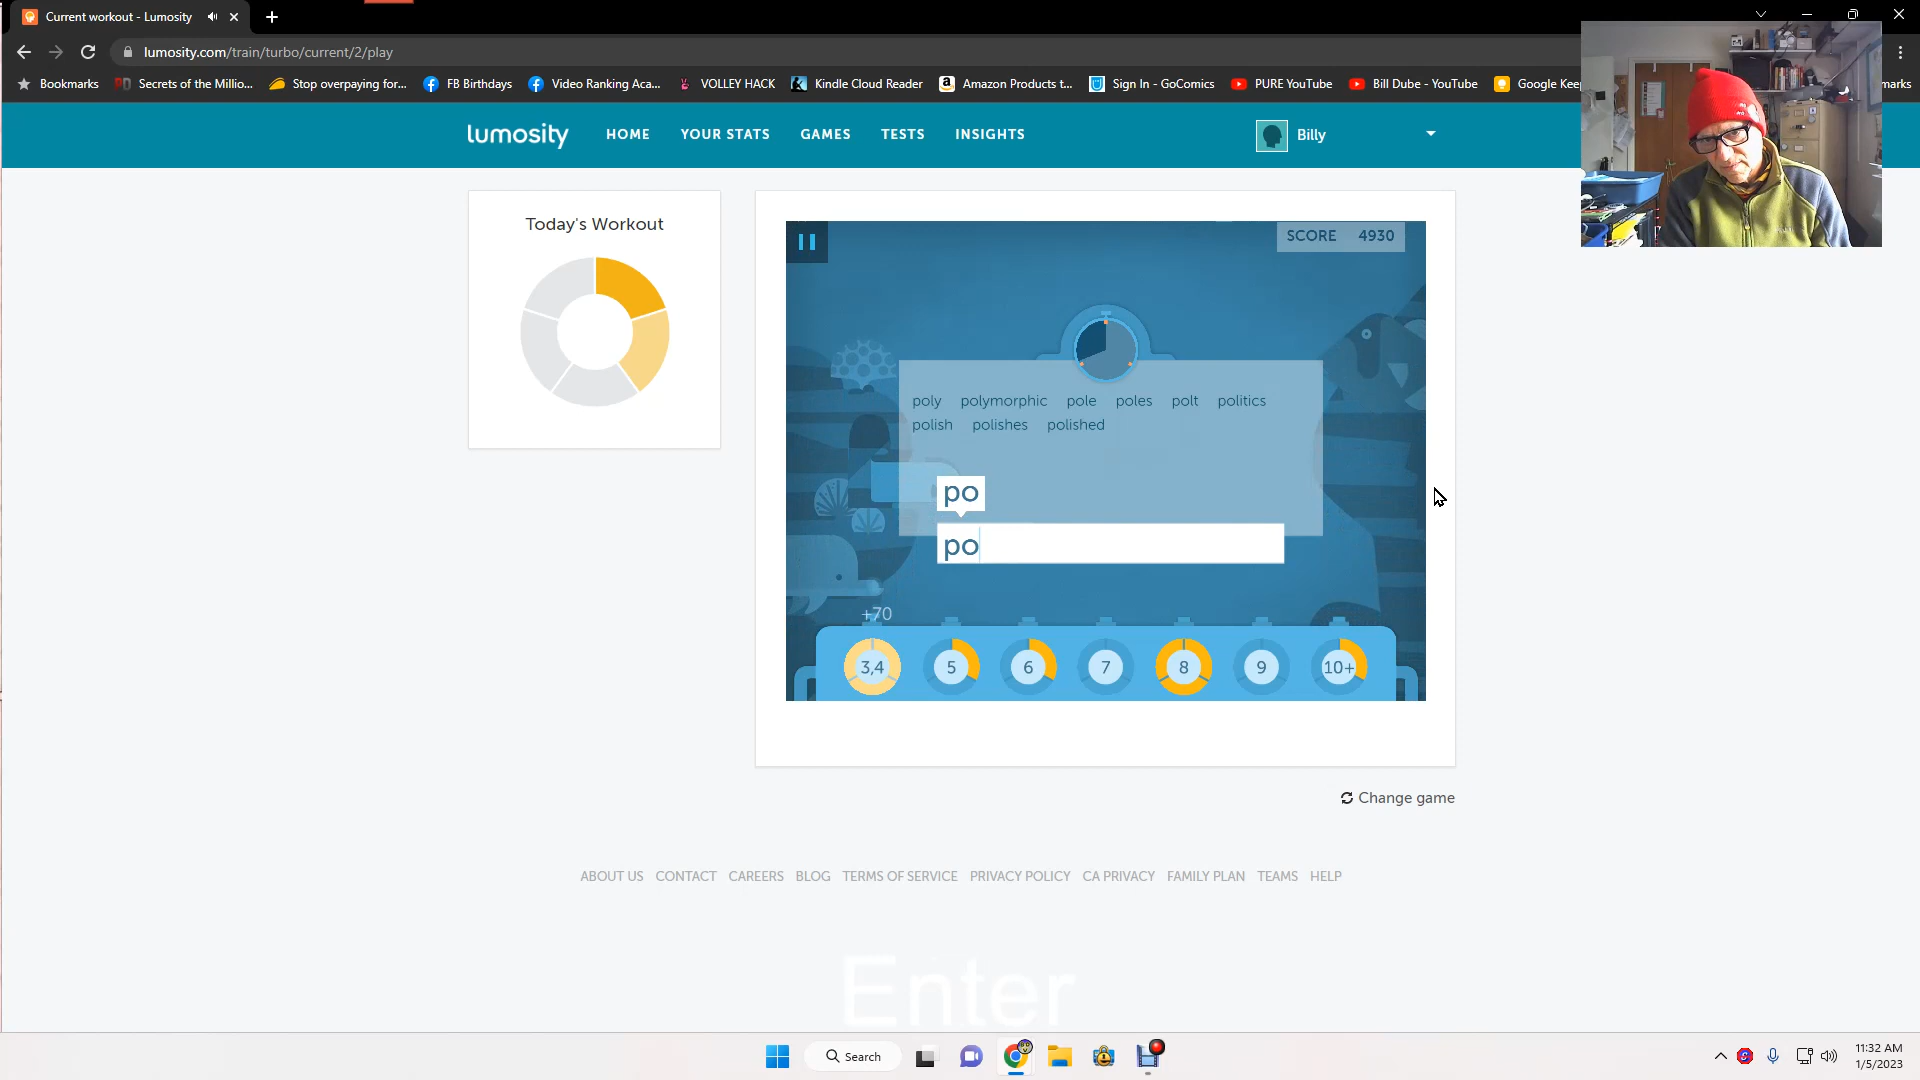 Current workout - Lumosity
lumosity.com/train/turbo/current/2/play
Bookmarks Secrets of the Millio... Stop overpaying for... FB Birthdays Video Ranking Aca... VOLLEY HACK Kindle Cloud Reader Amazon Products t... Sign In - GoComics PURE YouTube Bill Dube - YouTube Google Keep marks
lumosity HOME YOUR STATS GAMES TESTS INSIGHTS Billy
Today's Workout
SCORE 4930
poly polymorphic pole poles polt politics
polish polishes polished
po
po
+70
3,4 5 6 7 8 9 10+
Change game
ABOUT US CONTACT CAREERS BLOG TERMS OF SERVICE PRIVACY POLICY CA PRIVACY FAMILY PLAN TEAMS HELP
Enter
Search
11:32 AM
1/5/2023